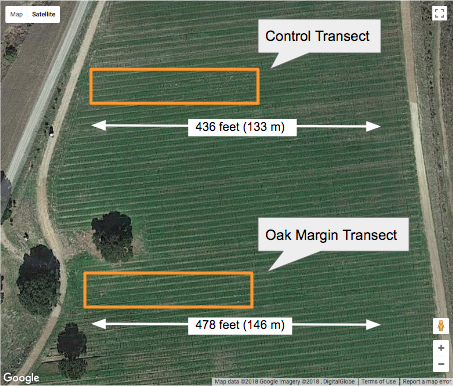 Map Satellite
Control Transect
436 feet (133 m)
Oak Margin Transect
478 feet (146 m)
+
−
Google
Map data ©2018 Google Imagery ©2018 , DigitalGlobe Terms of Use Report a map error